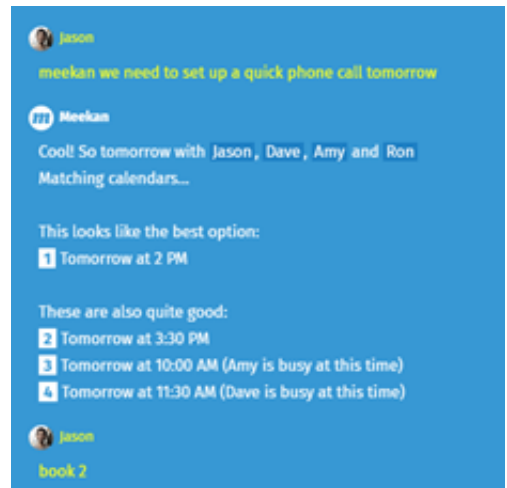 Jason
meekan we need to set up a quick phone call tomorrow
m Meekan
Cool! So tomorrow with Jason, Dave, Amy and Ron
Matching calendars...
This looks like the best option:
1 Tomorrow at 2 PM
These are also quite good:
2 Tomorrow at 3:30 PM
3 Tomorrow at 10:00 AM (Amy is busy at this time)
4 Tomorrow at 11:30 AM (Dave is busy at this time)
Jason
book 2